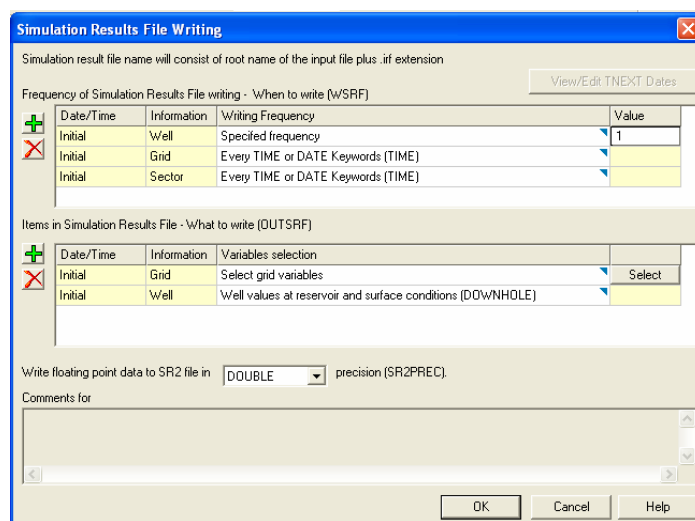 Simulation Results File Writing
Simulation result file name will consist of root name of the input file plus .irf extension
View/Edit TNEXT Dates
Frequency of Simulation Results File writing - When to write (WSRF)
Date/Time Information Writing Frequency Value
Initial Well Specifed frequency 1
Initial Grid Every TIME or DATE Keywords (TIME)
Initial Sector Every TIME or DATE Keywords (TIME)
Items in Simulation Results File - What to write (OUTSRF)
Date/Time Information Variables selection
Initial Grid Select grid variables Select
Initial Well Well values at reservoir and surface conditions (DOWNHOLE)
Write floating point data to SR2 file in DOUBLE precision (SR2PREC).
Comments for
OK Cancel Help